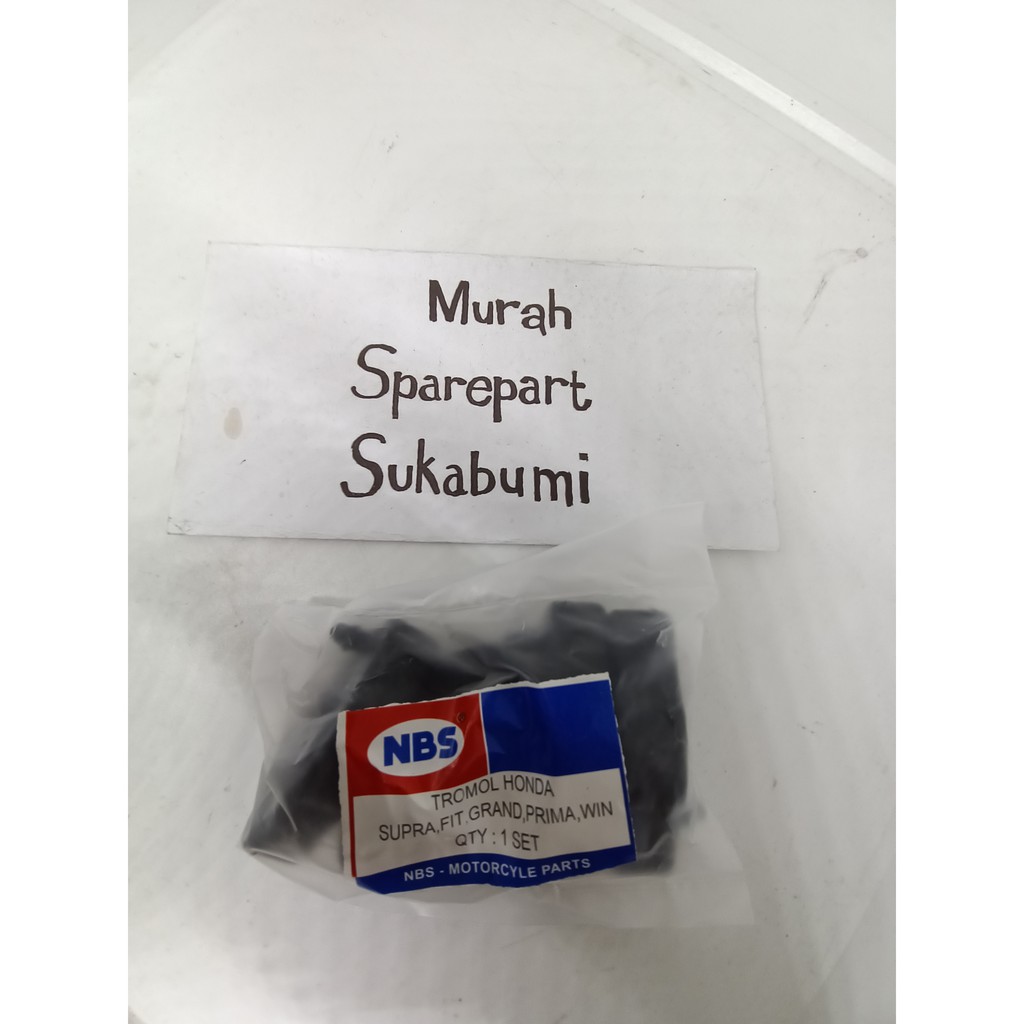 Murah
Sparepart
Sukabumi
NBS®
TROMOL HONDA
SUPRA,FIT,GRAND,PRIMA,WIN
QTY : 1 SET
NBS - MOTORCYLE PARTS